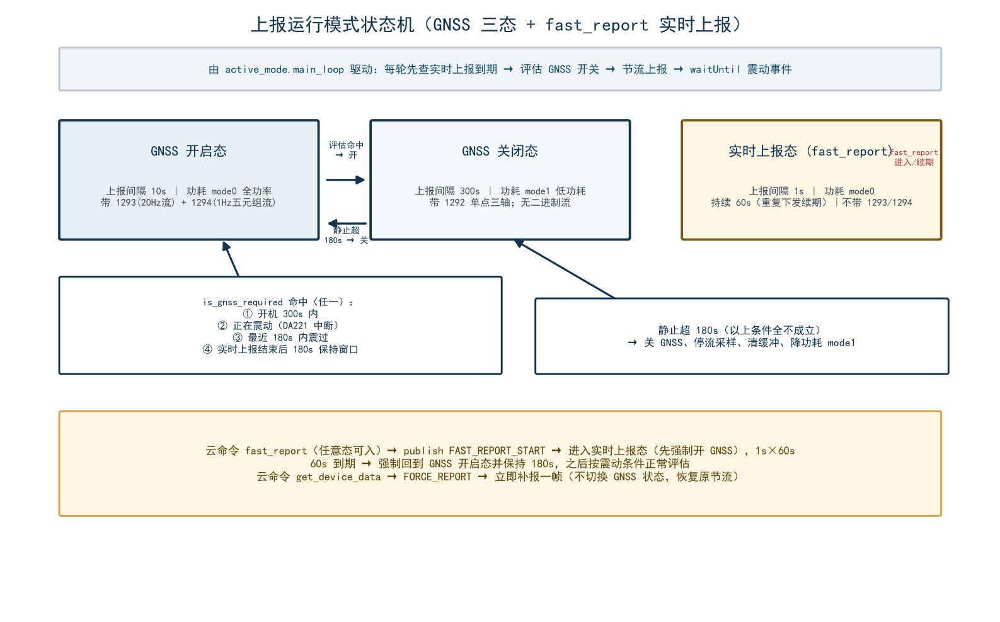 上报运行模式状态机（GNSS 三态 + fast_report 实时上报）
由 active_mode.main_loop 驱动：每轮先查实时上报到期 → 评估 GNSS 开关 → 节流上报 → waitUntil 震动事件
GNSS 开启态
上报间隔 10s ｜ 功耗 mode0 全功率
带 1293(20Hz流) + 1294(1Hz五元组流)
评估命中
→ 开
静止超
180s → 关
GNSS 关闭态
上报间隔 300s ｜ 功耗 mode1 低功耗
带 1292 单点三轴；无二进制流
实时上报态 (fast_report)
fast_report
进入/续期
上报间隔 1s ｜ 功耗 mode0
持续 60s（重复下发续期）｜不带 1293/1294
is_gnss_required 命中（任一）：
① 开机 300s 内
② 正在震动（DA221 中断）
③ 最近 180s 内震过
④ 实时上报结束后 180s 保持窗口
静止超 180s（以上条件全不成立）
→ 关 GNSS、停流采样、清缓冲、降功耗 mode1
云命令 fast_report（任意态可入）→ publish FAST_REPORT_START → 进入实时上报态（先强制开 GNSS），1s×60s
60s 到期 → 强制回到 GNSS 开启态并保持 180s，之后按震动条件正常评估
云命令 get_device_data → FORCE_REPORT → 立即补报一帧（不切换 GNSS 状态，恢复原节流）